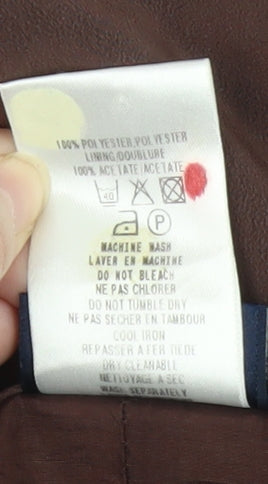 100% POLYESTER, POLYESTER
LINING/DOUBLURE
100% ACETATE/ACETATE
40
P
MACHINE WASH
LAVER EN MACHINE
DO NOT BLEACH
NE PAS CHLORER
DO NOT TUMBLE DRY
NE PAS SECHER EN TAMBOUR
COOL IRON
REPASSER A FER TIEDE
DRY CLEANABLE
NETTOYAGE A SEC
WASH SEPARATELY